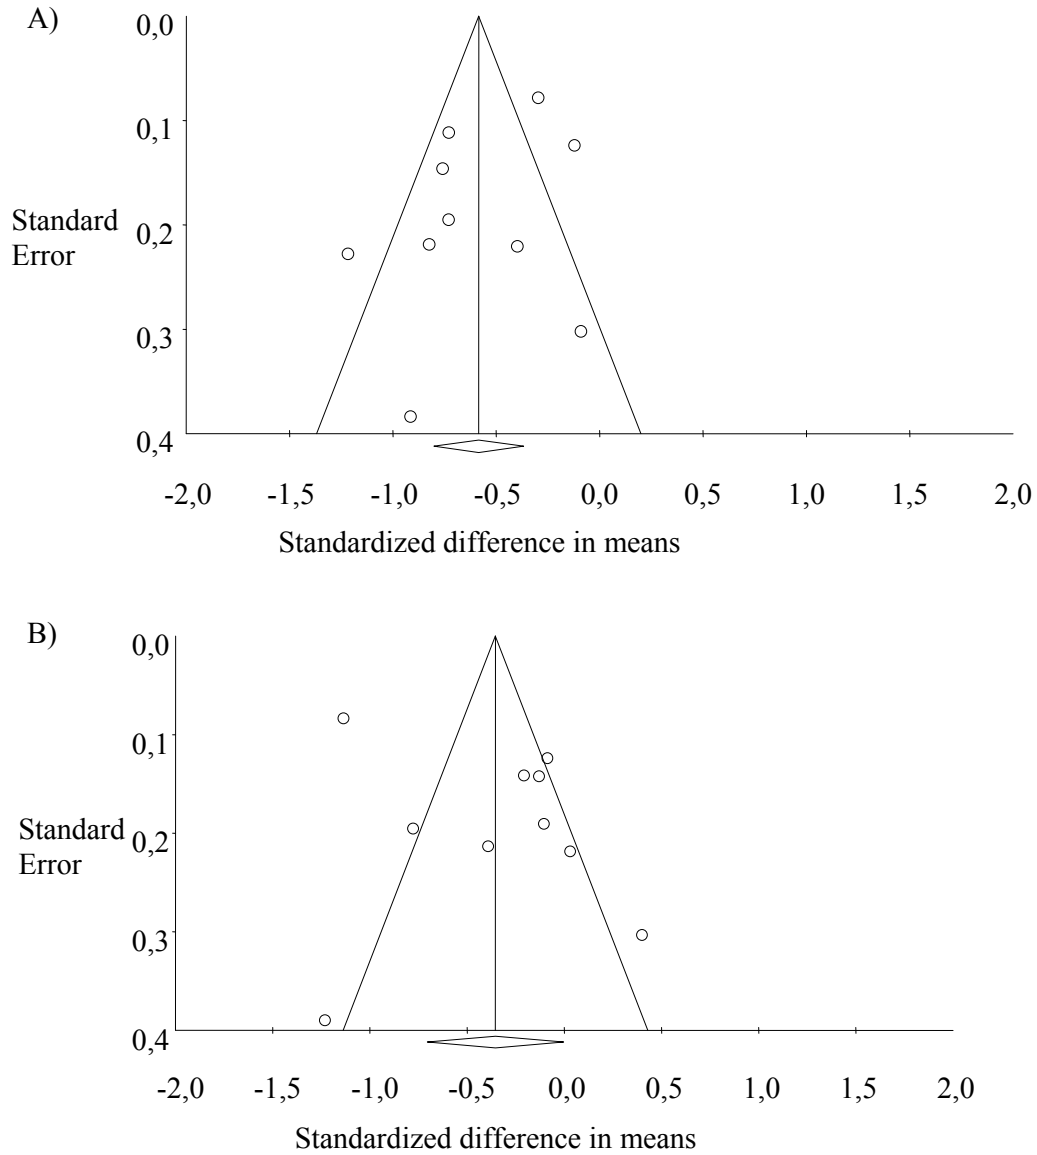 A)
0,0
0,1
Standard
Error
0,2
0,3
0,4
-2,0 -1,5 -1,0 -0,5 0,0 0,5 1,0 1,5 2,0
Standardized difference in means
B)
0,0
0,1
Standard
Error
0,2
0,3
0,4
-2,0 -1,5 -1,0 -0,5 0,0 0,5 1,0 1,5 2,0
Standardized difference in means